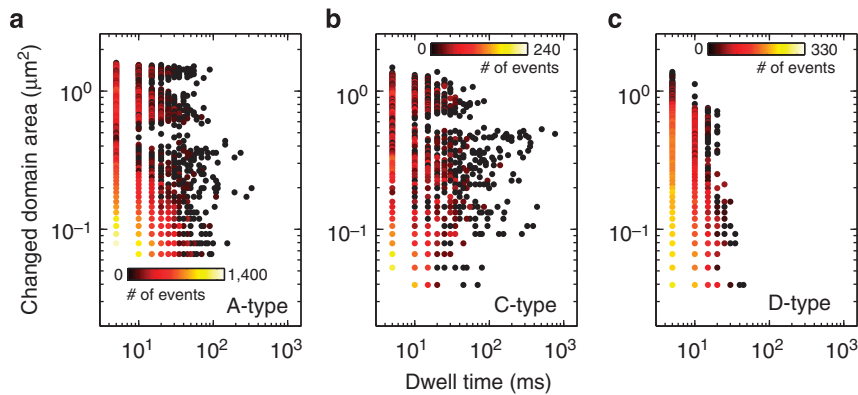 a
b
c
Changed domain area (μm²)
10⁰
10⁻¹
0
1,400
# of events
A-type
10¹
10²
10³
0
240
# of events
10⁰
10⁻¹
C-type
10¹
10²
10³
0
330
# of events
10⁰
10⁻¹
D-type
10¹
10²
10³
Dwell time (ms)